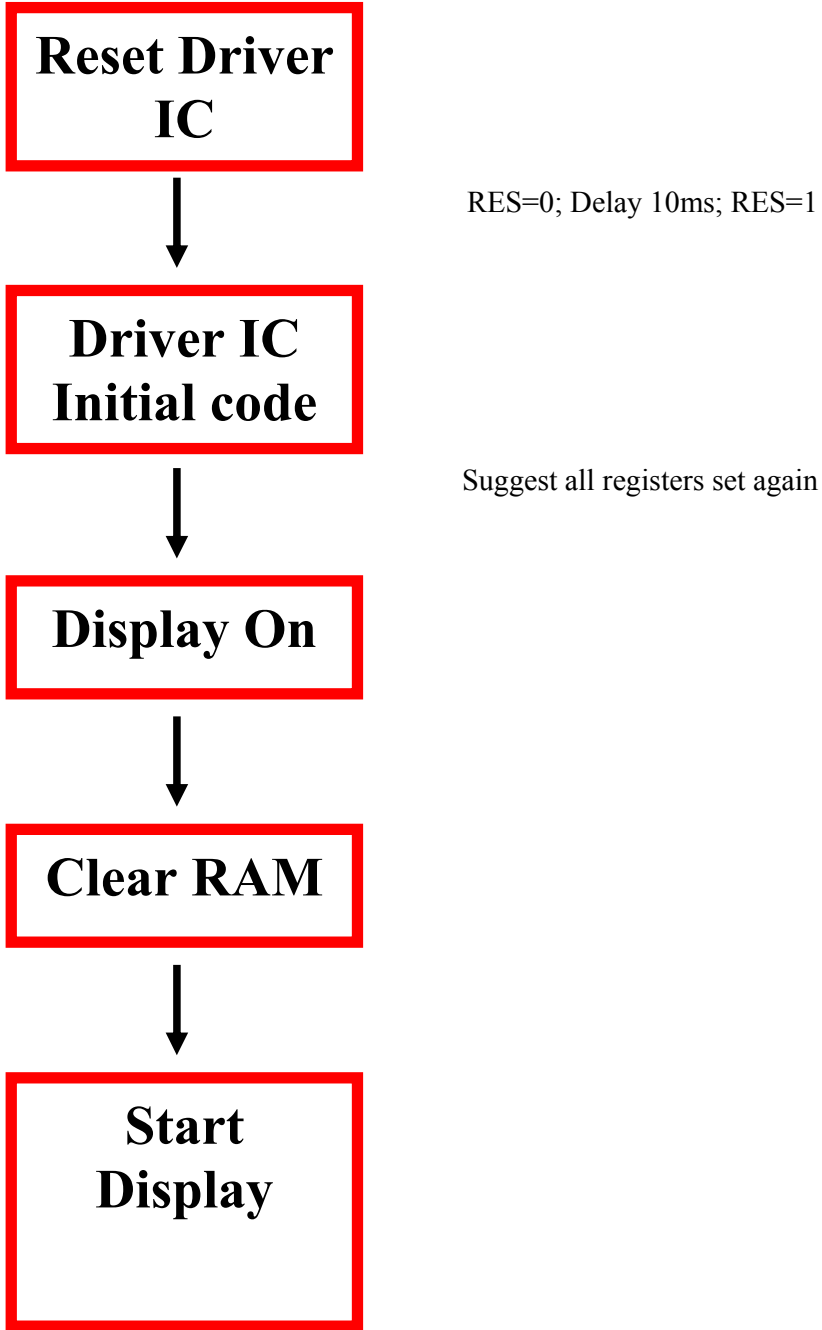 Reset Driver
IC
RES=0; Delay 10ms; RES=1
Driver IC
Initial code
Suggest all registers set again
Display On
Clear RAM
Start
Display